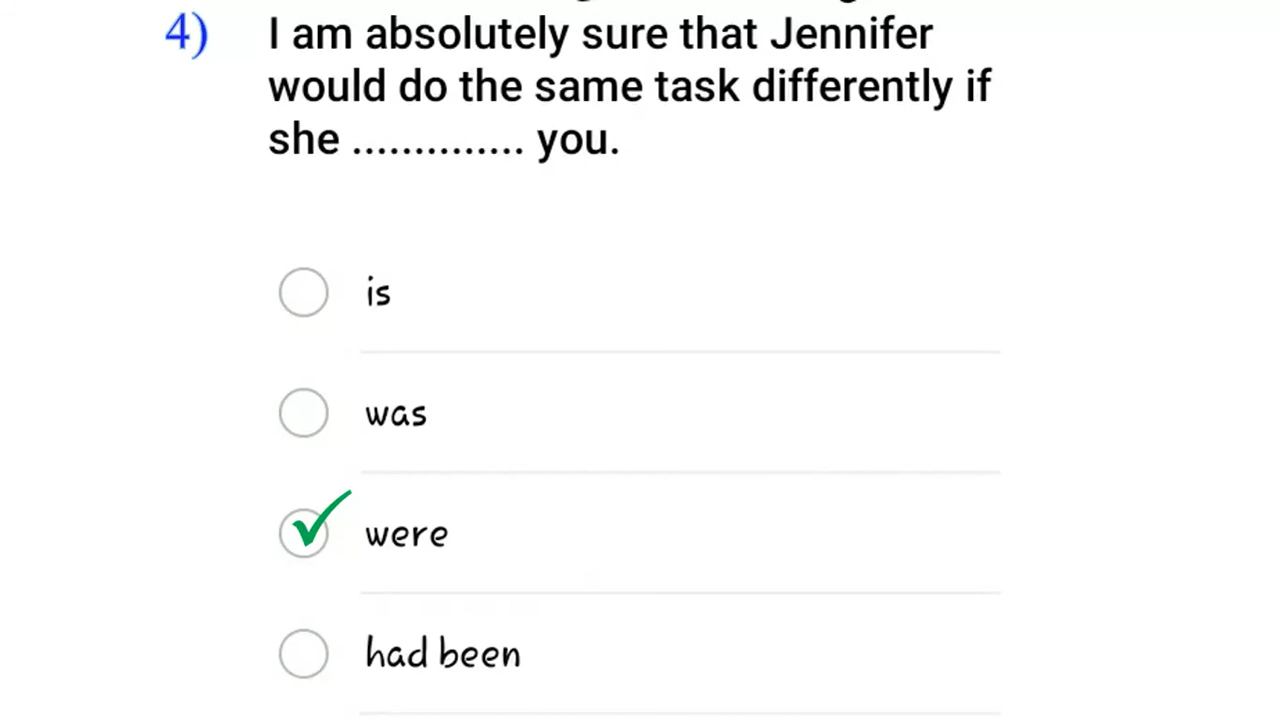 4) I am absolutely sure that Jennifer
would do the same task differently if
she .............. you.
is
was
were
had been